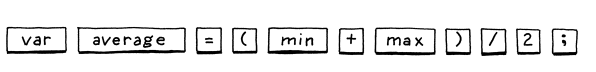 var average = ( min + max ) / 2 ;